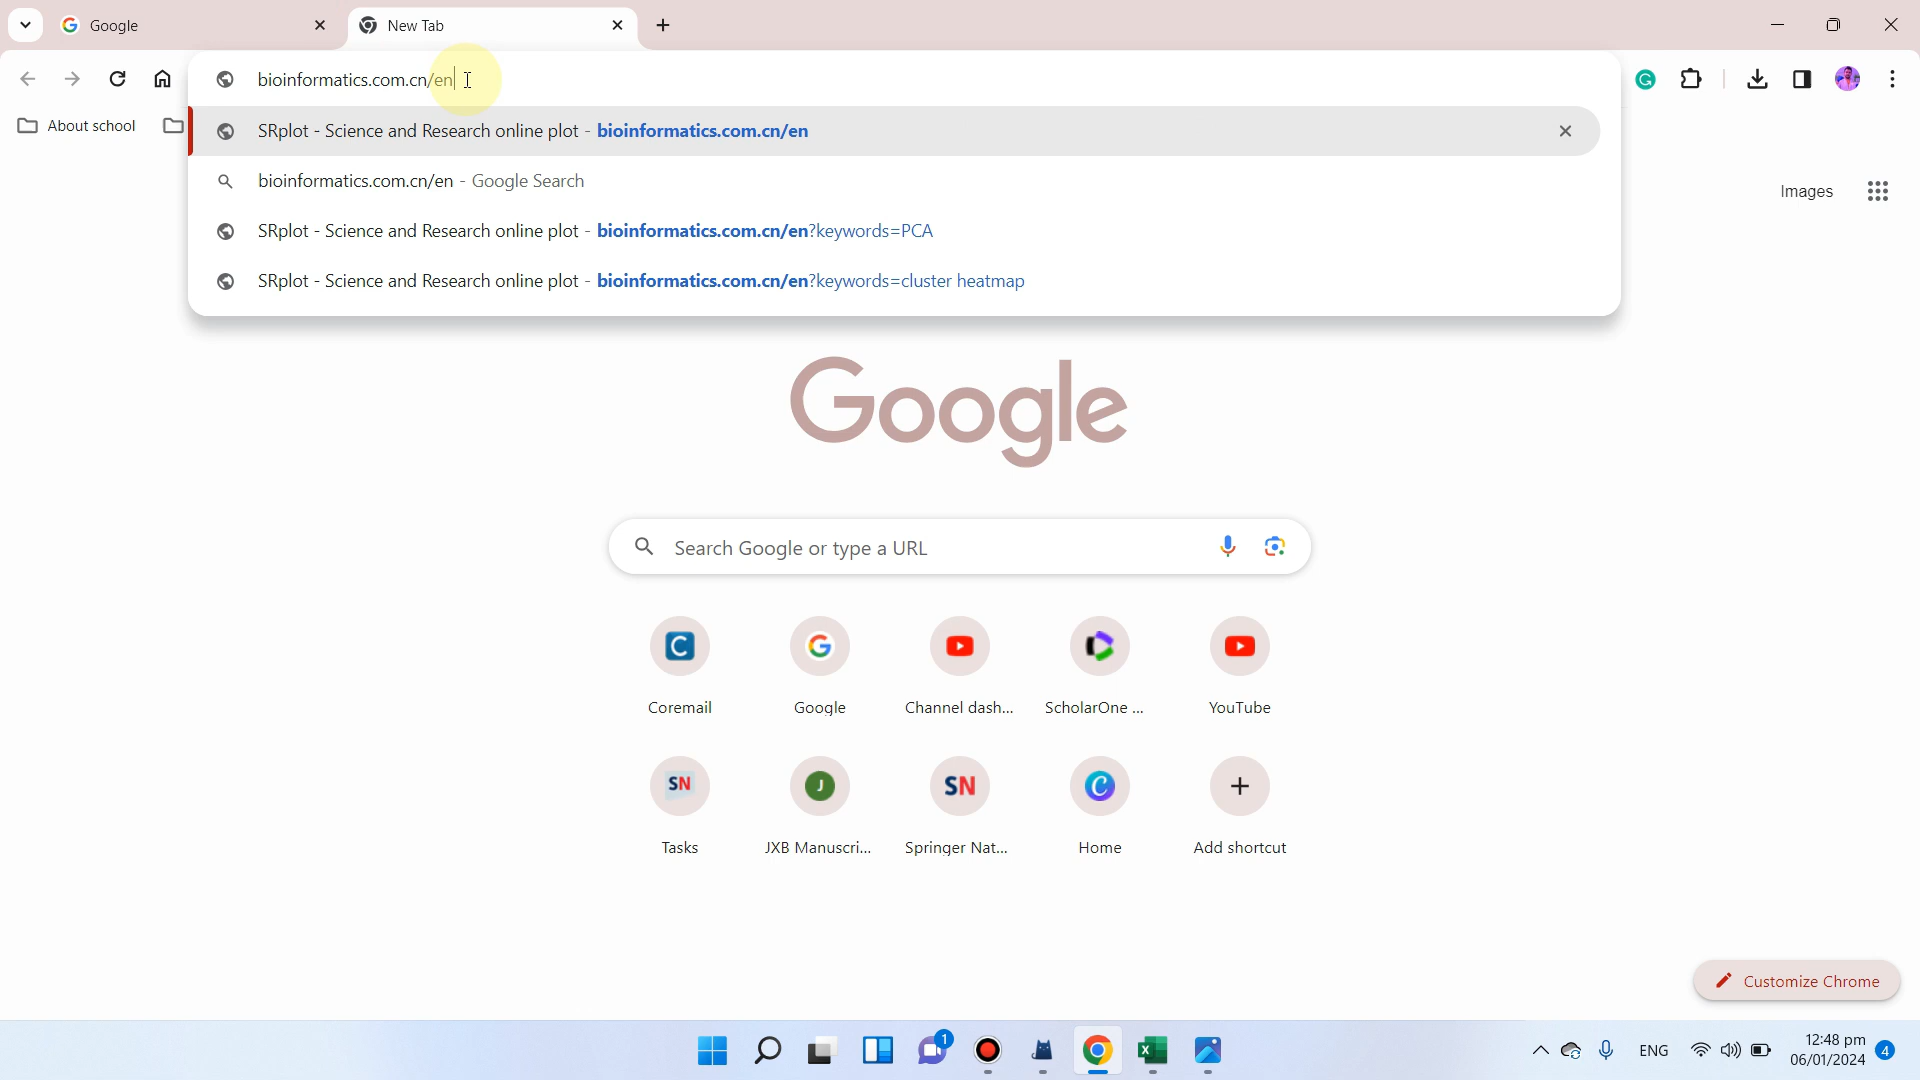 Google
New Tab
bioinformatics.com.cn/en
About school
SRplot - Science and Research online plot - bioinformatics.com.cn/en
bioinformatics.com.cn/en - Google Search
SRplot - Science and Research online plot - bioinformatics.com.cn/en?keywords=PCA
SRplot - Science and Research online plot - bioinformatics.com.cn/en?keywords=cluster heatmap
Images
Google
Search Google or type a URL
Coremail
Google
Channel dash...
ScholarOne ...
YouTube
SN
J
SN
Tasks
JXB Manuscri...
Springer Nat...
Home
Add shortcut
Customize Chrome
1
ENG
12:48 pm
06/01/2024
4